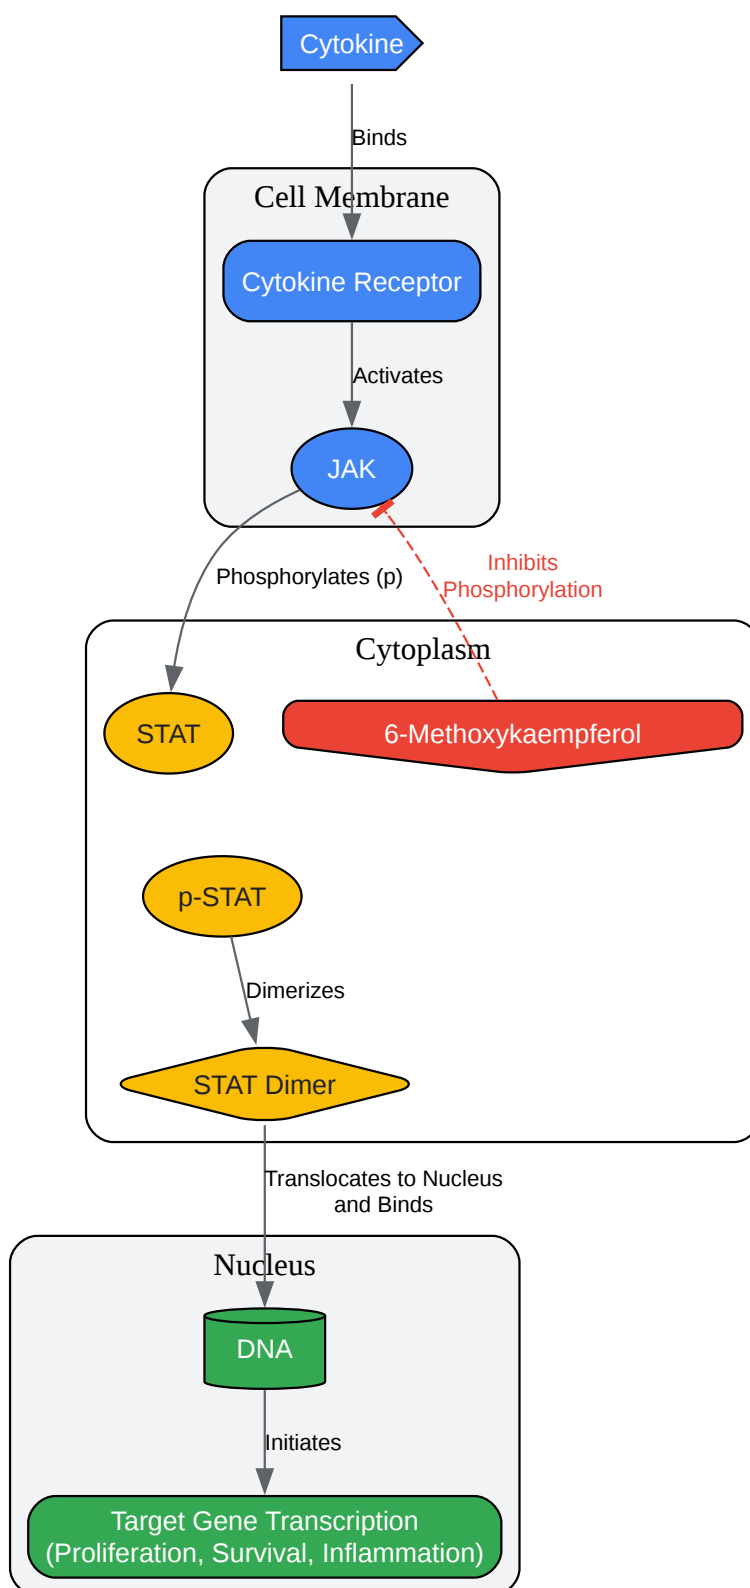 Cytokine
Binds
Cell Membrane
Cytokine Receptor
Activates
JAK
Phosphorylates (p)
Inhibits
Phosphorylation
Cytoplasm
STAT
6-Methoxykaempferol
p-STAT
Dimerizes
STAT Dimer
Translocates to Nucleus
and Binds
Nucleus
DNA
Initiates
Target Gene Transcription
(Proliferation, Survival, Inflammation)